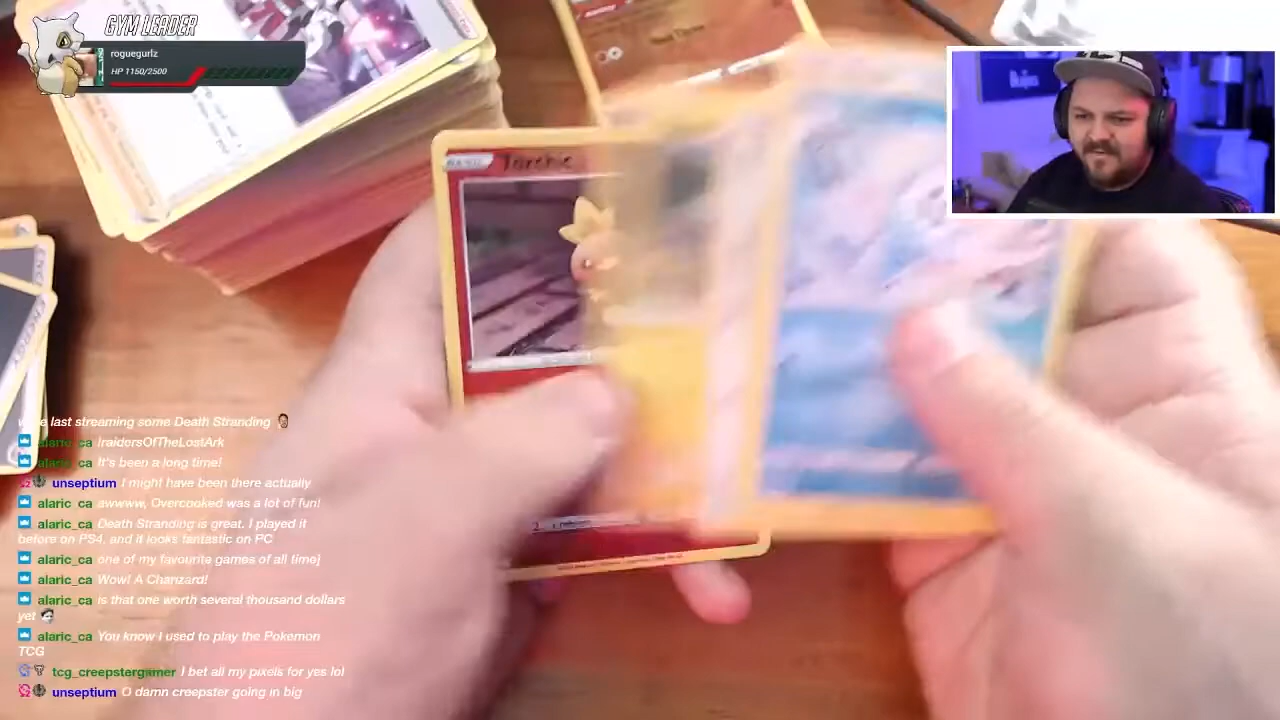 GYM LEADER
roguegurlz
HP 1150/2500
Beatles
BASIC Torchic
last streaming some Death Stranding
alaric_ca !raidersOfTheLostArk
alaric_ca It's been a long time!
unseptium I might have been there actually
alaric_ca awwww, Overcooked was a lot of fun!
alaric_ca Death Stranding is great. I played it
before on PS4, and it looks fantastic on PC
alaric_ca one of my favourite games of all time]
alaric_ca Wow! A Charizard!
alaric_ca is that one worth several thousand dollars
yet
alaric_ca You know I used to play the Pokemon
TCG
tcg_creepstergamer I bet all my pixels for yes lol
unseptium O damn creepster going in big